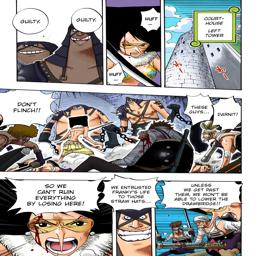 COURT-
HOUSE
LEFT
TOWER
HUFF
HUFF
GUILTY.
GUILTY.
DARNIT!
THESE
GUYS...
DON'T
FLINCH!!
UNLESS
WE GET
PAST
THEM, WE WON'T BE
ABLE TO LOWER THE
DRAWBRIDGE!!
WE ENTRUSTED
FRANKY'S LIFE
TO THOSE
STRAW HATS...
SO WE
CAN'T RUIN
EVERYTHING
BY LOSING HERE!